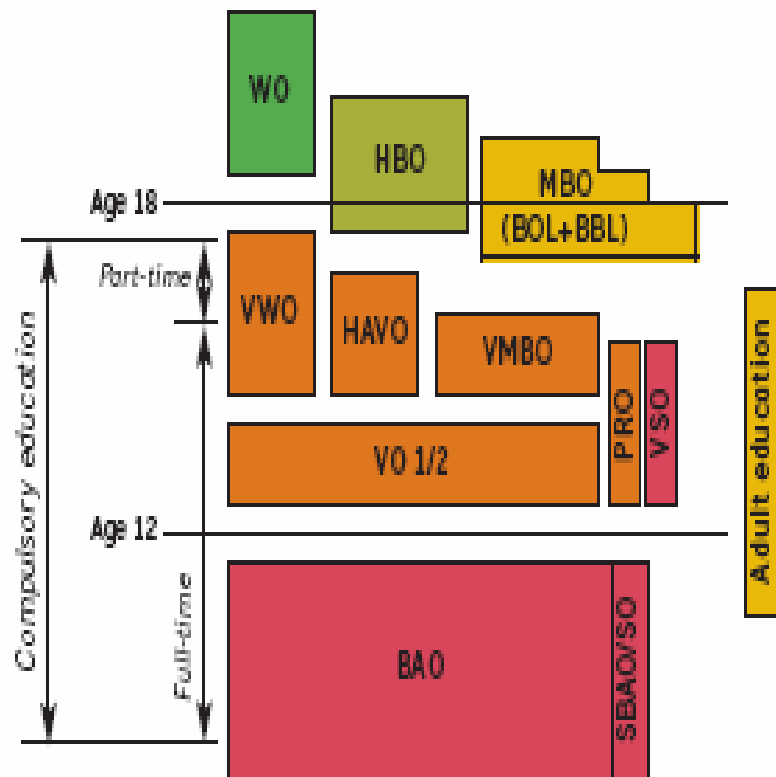 WO
HBO
MBO
Age 18
(BOL+BBL)
Part-time
VWO
HAVO
VMBO
PRO
VSO
VO 1/2
Compulsory education
Adult education
Age 12
Full-time
BAO
SBAO/SO